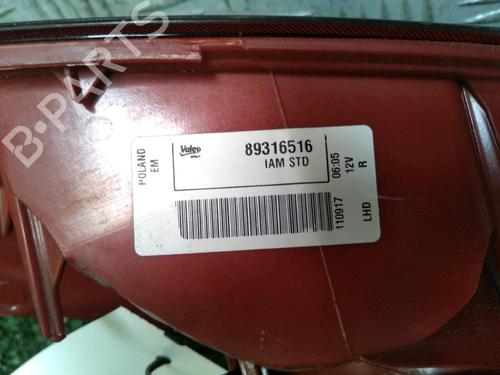 B-PARTS
POLAND
EM
Valeo
89316516
IAM STD
06:05
12V
R
110917
LHD